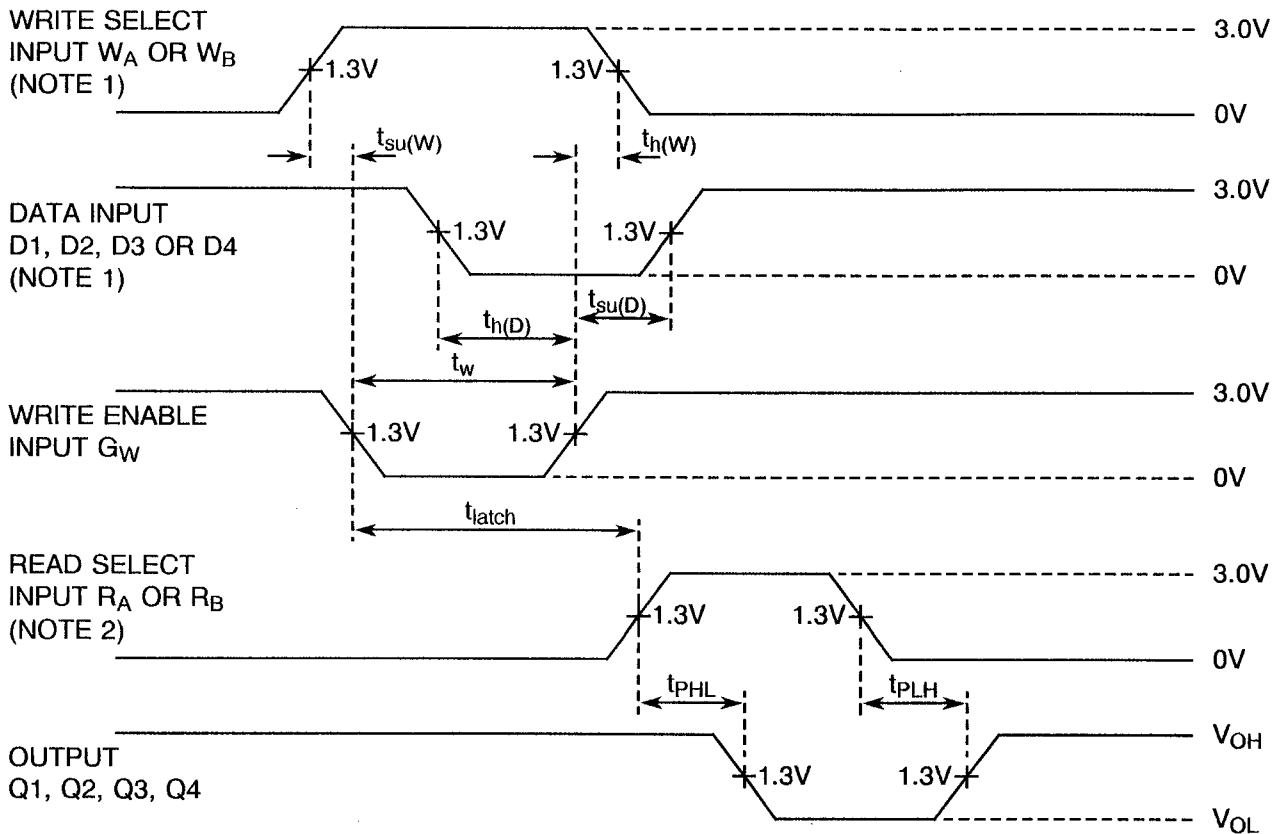 WRITE SELECT
INPUT WA OR WB
(NOTE 1)
1.3V
1.3V
3.0V
0V
tsu(W)
th(W)
DATA INPUT
D1, D2, D3 OR D4
(NOTE 1)
1.3V
1.3V
3.0V
0V
th(D)
tsu(D)
tw
WRITE ENABLE
INPUT GW
1.3V
1.3V
3.0V
0V
tlatch
READ SELECT
INPUT RA OR RB
(NOTE 2)
1.3V
1.3V
3.0V
0V
tPHL
tPLH
OUTPUT
Q1, Q2, Q3, Q4
1.3V
1.3V
VOH
VOL